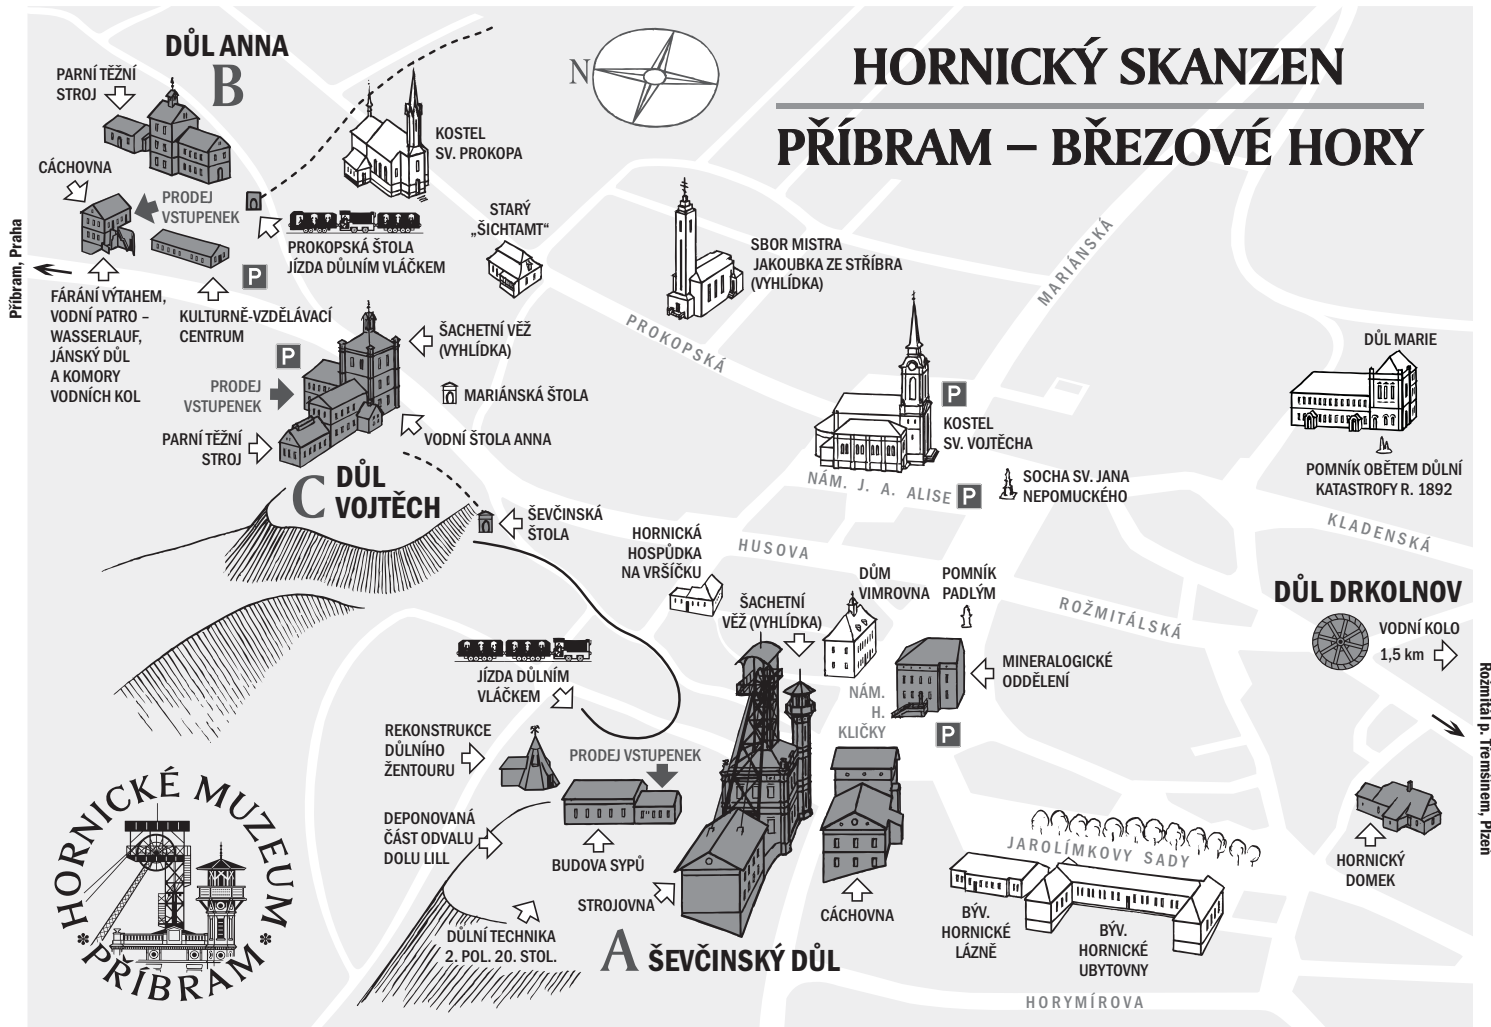 HORNICKÝ SKANZEN
PŘÍBRAM – BŘEZOVÉ HORY
N
DŮL ANNA
B
PARNÍ TĚŽNÍ
STROJ
CÁCHOVNA
PRODEJ
VSTUPENEK
KOSTEL
SV. PROKOPA
PROKOPSKÁ ŠTOLA
JÍZDA DŮLNÍM VLÁČKEM
STARÝ
„ŠICHTAMT“
P
Příbram, Praha
FÁRÁNÍ VÝTAHEM,
VODNÍ PATRO –
WASSERLAUF,
JÁNSKÝ DŮL
A KOMORY
VODNÍCH KOL
KULTURNĚ-VZDĚLÁVACÍ
CENTRUM
P
ŠACHETNÍ VĚŽ
(VYHLÍDKA)
PRODEJ
VSTUPENEK
MARIÁNSKÁ ŠTOLA
PARNÍ TĚŽNÍ
STROJ
VODNÍ ŠTOLA ANNA
C
DŮL
VOJTĚCH
ŠEVČINSKÁ
ŠTOLA
SBOR MISTRA
JAKOUBKA ZE STŘÍBRA
(VYHLÍDKA)
MARIÁNSKÁ
PROKOPSKÁ
P
KOSTEL
SV. VOJTĚCHA
NÁM. J. A. ALISE
P
SOCHA SV. JANA
NEPOMUCKÉHO
DŮL MARIE
POMNÍK OBĚTEM DŮLNÍ
KATASTROFY R. 1892
KLADENSKÁ
HUSOVA
ROŽMITÁLSKÁ
HORNICKÁ
HOSPŮDKA
NA VRŠÍČKU
ŠACHETNÍ
VĚŽ (VYHLÍDKA)
DŮM
VIMROVNA
POMNÍK
PADLÝM
MINERALOGICKÉ
ODDĚLENÍ
NÁM.
H.
KLIČKY
P
DŮL DRKOLNOV
VODNÍ KOLO
1,5 km
Rožmitál p. Třemšínem, Plzeň
JÍZDA DŮLNÍM
VLÁČKEM
REKONSTRUKCE
DŮLNÍHO
ŽENTOURU
PRODEJ VSTUPENEK
DEPONOVANÁ
ČÁST ODVALU
DOLU LILL
BUDOVA SYPŮ
STROJOVNA
DŮLNÍ TECHNIKA
2. POL. 20. STOL.
A ŠEVČINSKÝ DŮL
CÁCHOVNA
JAROLÍMKOVY SADY
BÝV.
HORNICKÉ
LÁZNĚ
BÝV.
HORNICKÉ
UBYTOVNY
HORNICKÝ
DOMEK
HORYMÍROVA
HORNICKÉ MUZEUM
* PŘÍBRAM *